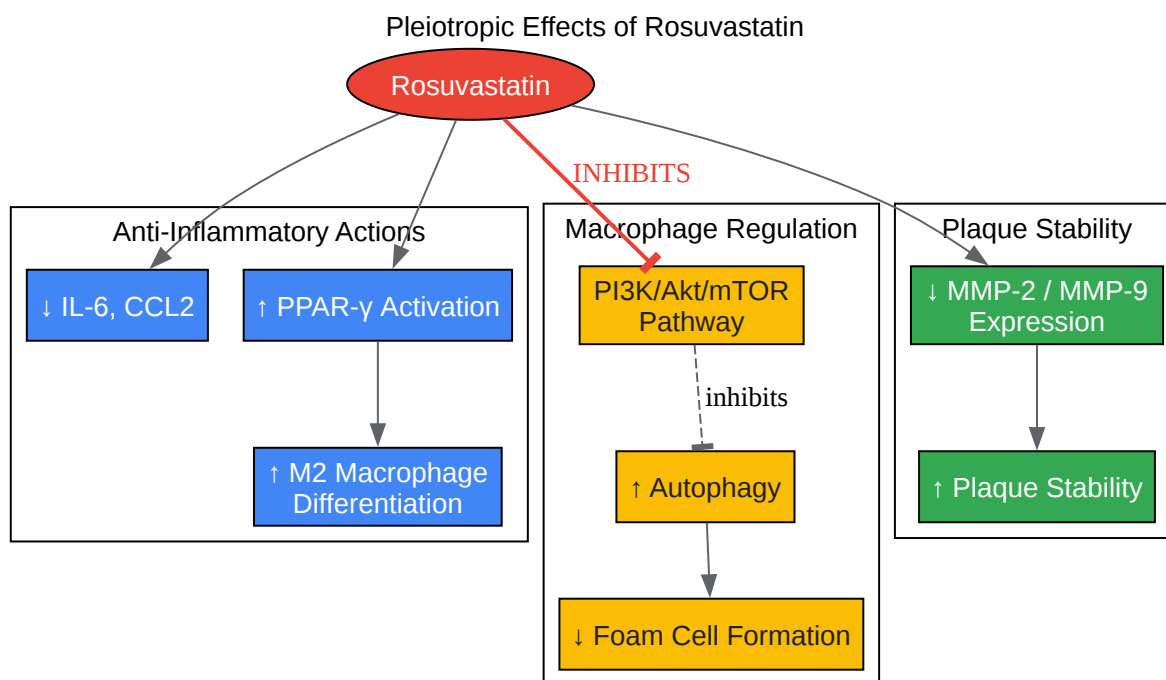 Pleiotropic Effects of Rosuvastatin
Rosuvastatin
INHIBITS
Anti-Inflammatory Actions
↓ IL-6, CCL2
↑ PPAR-γ Activation
↑ M2 Macrophage
Differentiation
Macrophage Regulation
PI3K/Akt/mTOR
Pathway
inhibits
↑ Autophagy
↓ Foam Cell Formation
Plaque Stability
↓ MMP-2 / MMP-9
Expression
↑ Plaque Stability